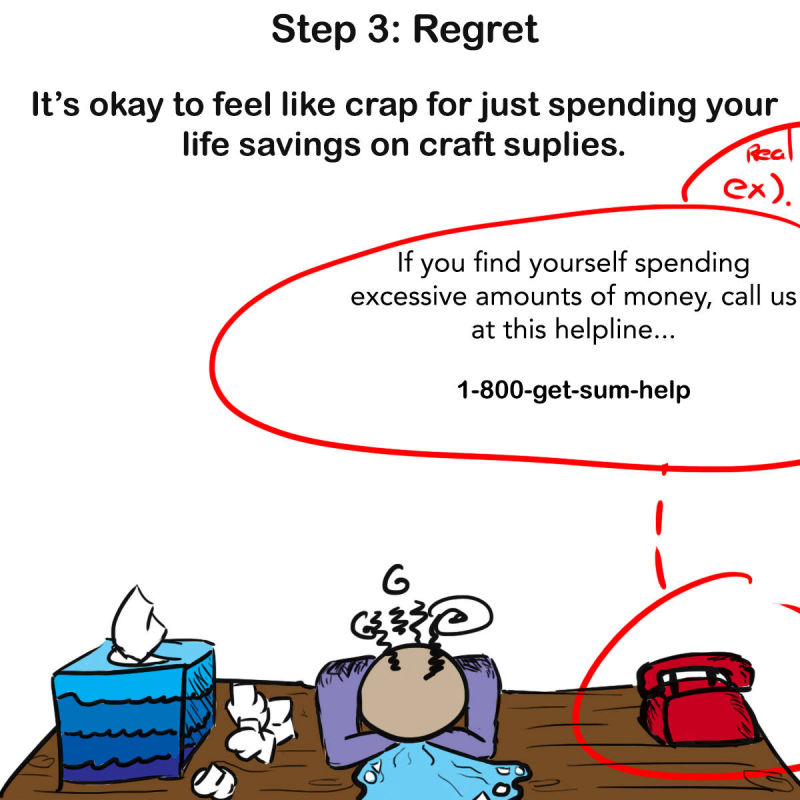 Step 3: Regret
It's okay to feel like crap for just spending your
life savings on craft suplies.
Real
ex).
If you find yourself spending
excessive amounts of money, call us
at this helpline...
1-800-get-sum-help